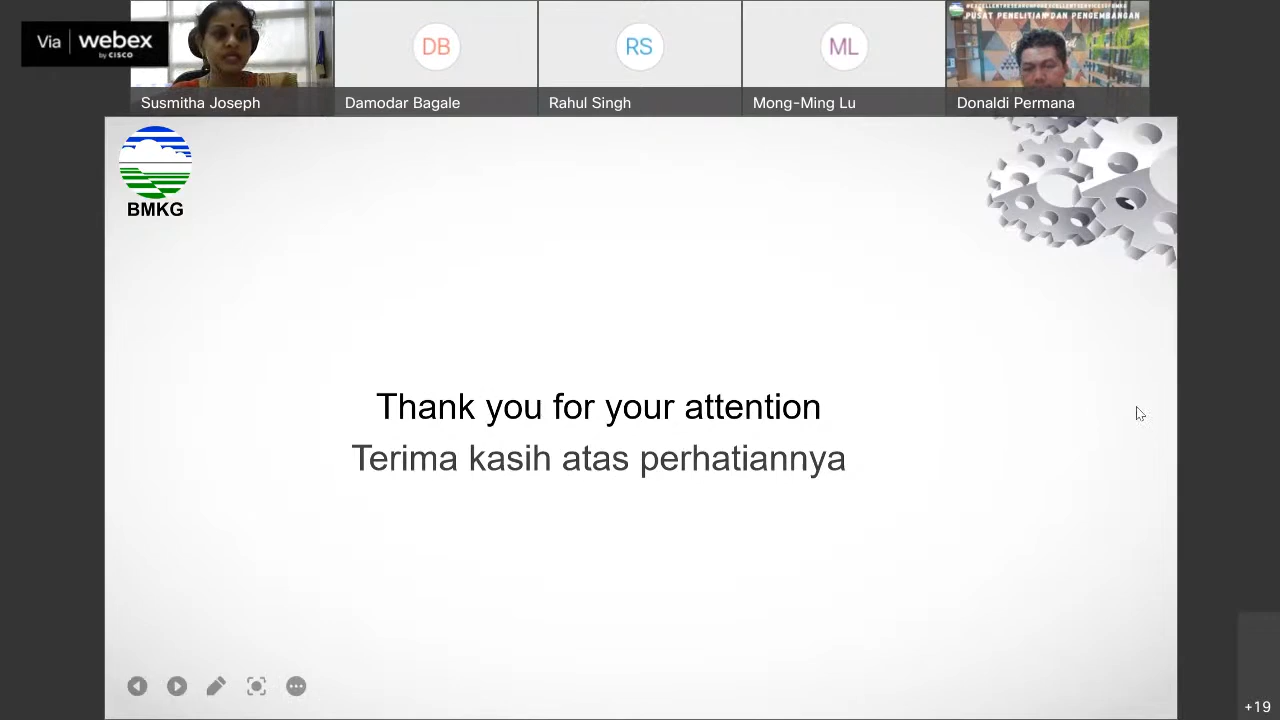 Via webex
by CISCO
DB
RS
ML
PUSAT PENELITIAN DAN PENGEMBANGAN
Susmitha Joseph
Damodar Bagale
Rahul Singh
Mong-Ming Lu
Donaldi Permana
BMKG
Thank you for your attention
Terima kasih atas perhatiannya
+19